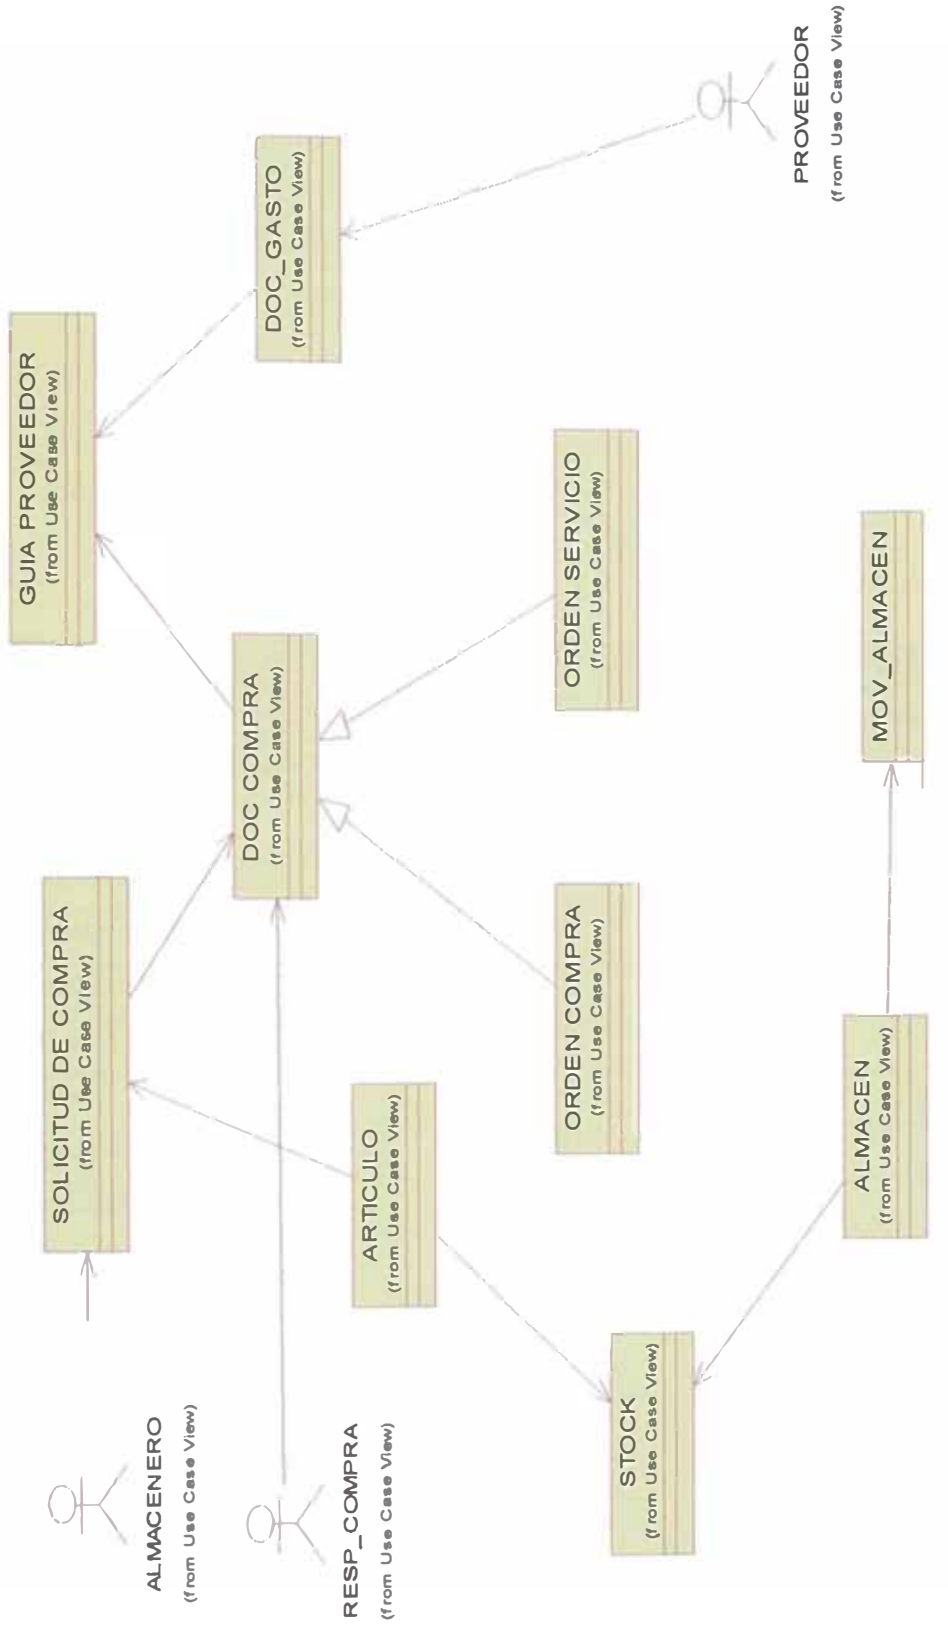 ALMACENERO
(from Use Case View)
SOLICITUD DE COMPRA
(from Use Case View)
GUIA PROVEEDOR
(from Use Case View)
RESP_COMPRA
(from Use Case View)
DOC COMPRA
(from Use Case View)
DOC_GASTO
(from Use Case View)
ARTICULO
(from Use Case View)
STOCK
(from Use Case View)
ORDEN COMPRA
(from Use Case View)
ORDEN SERVICIO
(from Use Case View)
PROVEEDOR
(from Use Case View)
ALMACEN
(from Use Case View)
MOV_ALMACEN